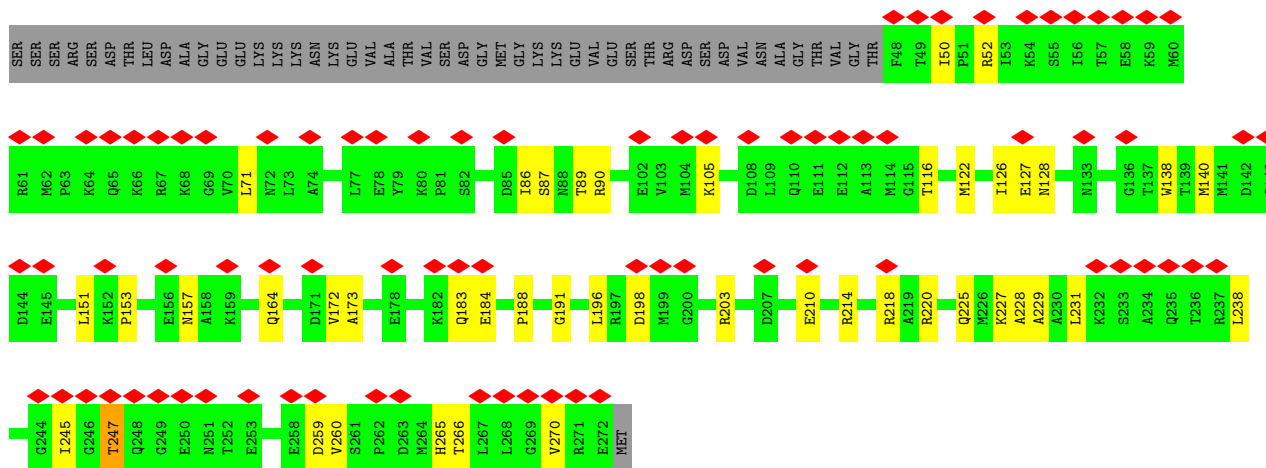 SER SER SER ARG SER ASP THR LEU ASP ALA GLY GLU GLU LYS LYS LYS ASN LYS GLU VAL ALA THR VAL SER ASP GLY MET GLY LYS LYS GLU VAL GLU SER THR ARG ASP SER ASP VAL ASN ALA GLY THR VAL GLY THR F48 T49 I50 P51 R52 I53 K54 S55 I56 T57 E58 K59 M60
R61 M62 P63 K64 Q65 K66 R67 K68 G69 V70 L71 N72 L73 A74 L77 E78 Y79 K80 P81 S82 D85 I86 S87 N88 T89 R90 E102 V103 M104 K105 D108 L109 Q110 E111 E112 A113 M114 G115 T116 M122 I126 E127 N128 N133 G136 T137 W138 T139 M140 M141 D142
D144 E145 L151 K152 P153 E156 N157 A158 K159 Q164 D171 V172 A173 E178 K182 Q183 E184 P188 G191 L196 R197 D198 M199 G200 R203 D207 E210 R214 R218 A219 R220 Q225 M226 K227 A228 A229 A230 L231 K232 S233 A234 Q235 T236 R237 L238
G244 I245 G246 T247 Q248 G249 E250 N251 T252 E253 E258 D259 V260 S261 P262 D263 M264 H265 T266 L267 L268 G269 V270 R271 E272 MET